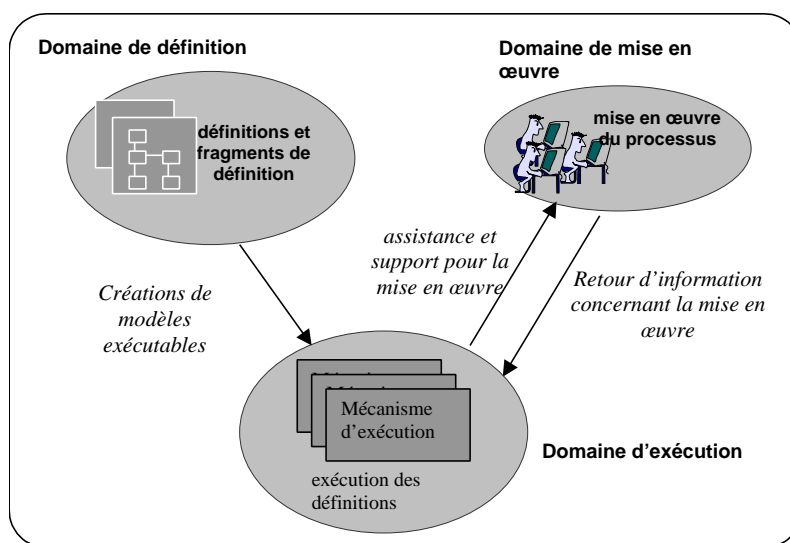 Domaine de définition
Domaine de mise en
œuvre
définitions et
fragments de
définition
mise en œuvre
du processus
assistance et
support pour la
mise en œuvre
Créations de
modèles
exécutables
Retour d'information
concernant la mise en
œuvre
Mécanisme
d'exécution
exécution des
définitions
Domaine d'exécution